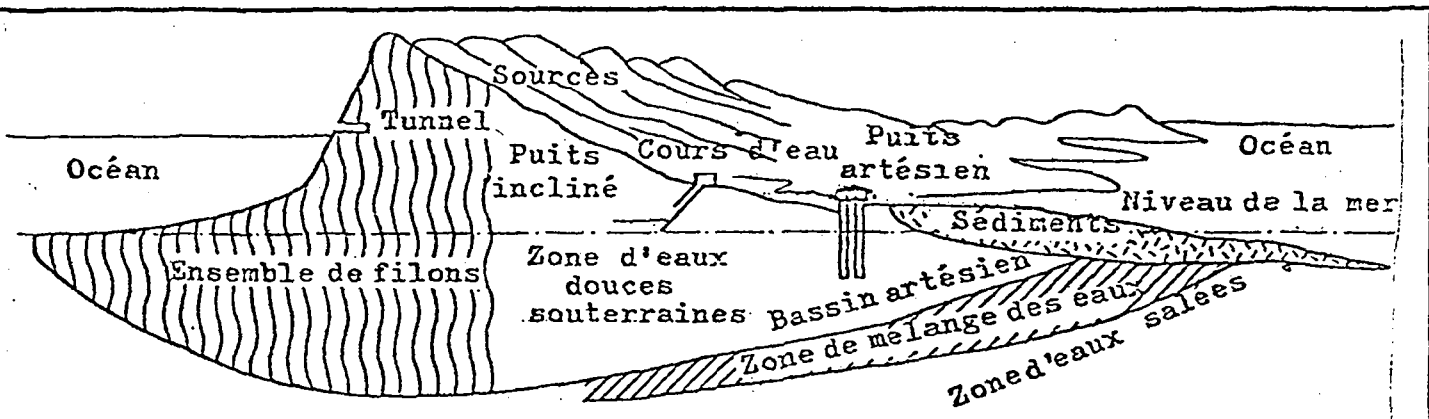 Sources
Tunnel
Océan
Puits
incliné
Cours d'eau
Puits
artésien
Océan
Niveau de la mer
Sédiments
Ensemble de filons
Zone d'eaux
douces
souterraines
Bassin artésien
Zone de mélange des eaux
Zone d'eaux salées